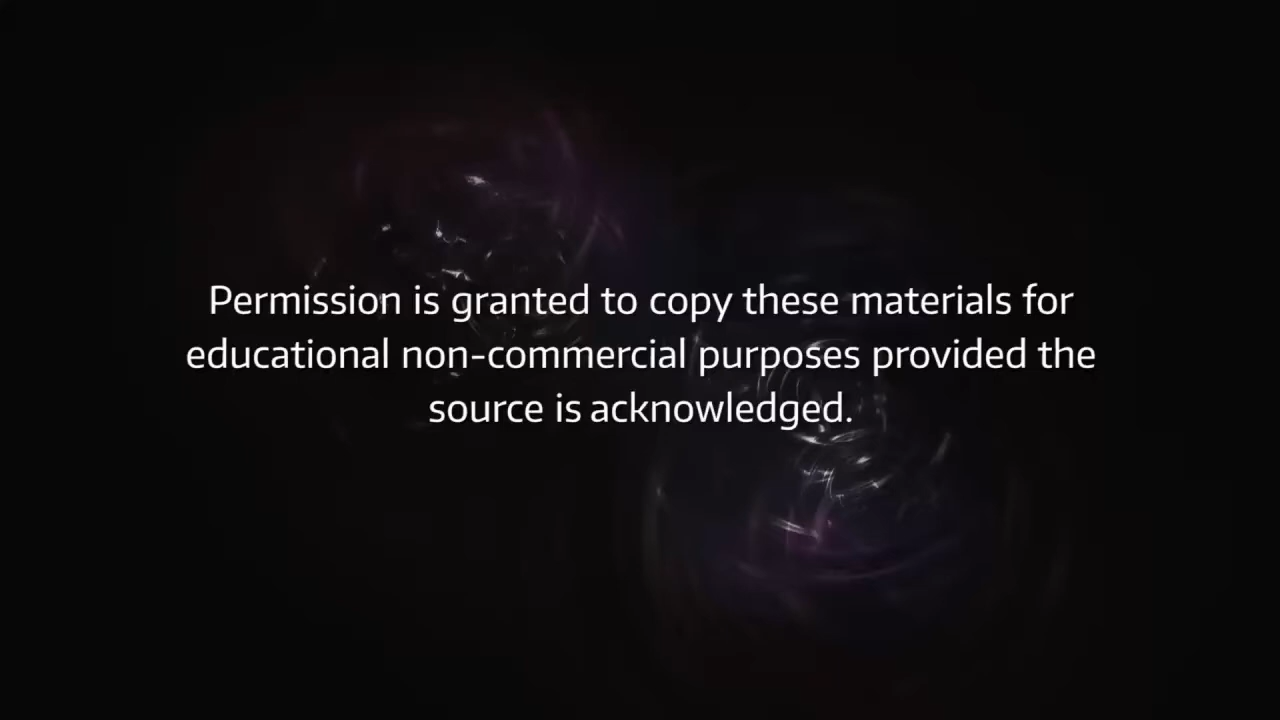 Permission is granted to copy these materials for
educational non-commercial purposes provided the
source is acknowledged.